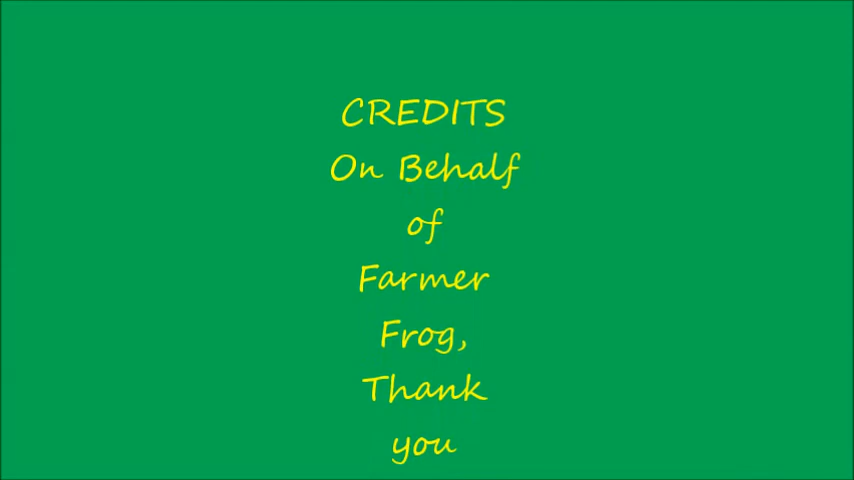 CREDITS
On Behalf
of
Farmer
Frog,
Thank
you